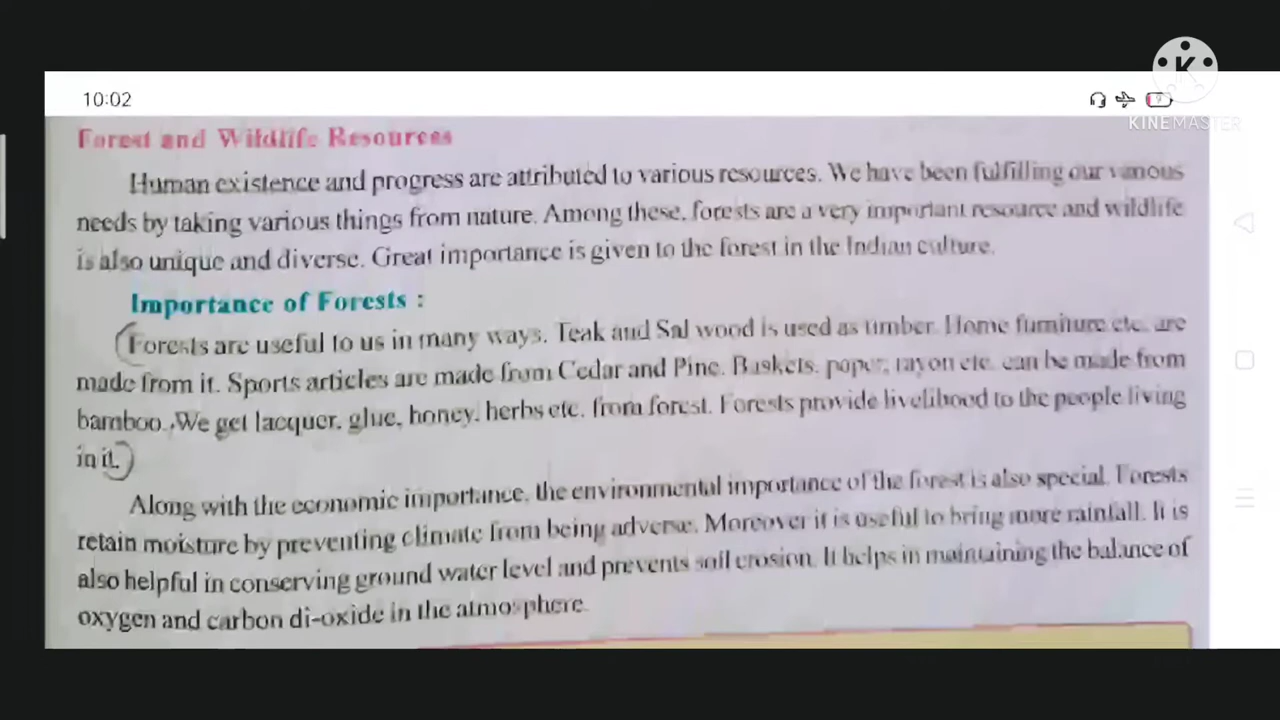 10:02
KINEMASTER
Forest and Wildlife Resources
Human existence and progress are attributed to various resources. We have been fulfilling our various
needs by taking various things from nature. Among these, forests are a very important resource and wildlife
is also unique and diverse. Great importance is given to the forest in the Indian culture.
Importance of Forests :
Forests are useful to us in many ways. Teak and Sal wood is used as timber. Home furniture etc. are
made from it. Sports articles are made from Cedar and Pine. Baskets, paper, rayon etc. can be made from
bamboo. We get lacquer, glue, honey, herbs etc. from forest. Forests provide livelihood to the people living
in it.
Along with the economic importance, the environmental importance of the forest is also special. Forests
retain moisture by preventing climate from being adverse. Moreover it is useful to bring more rainfall. It is
also helpful in conserving ground water level and prevents soil erosion. It helps in maintaining the balance of
oxygen and carbon di-oxide in the atmosphere.